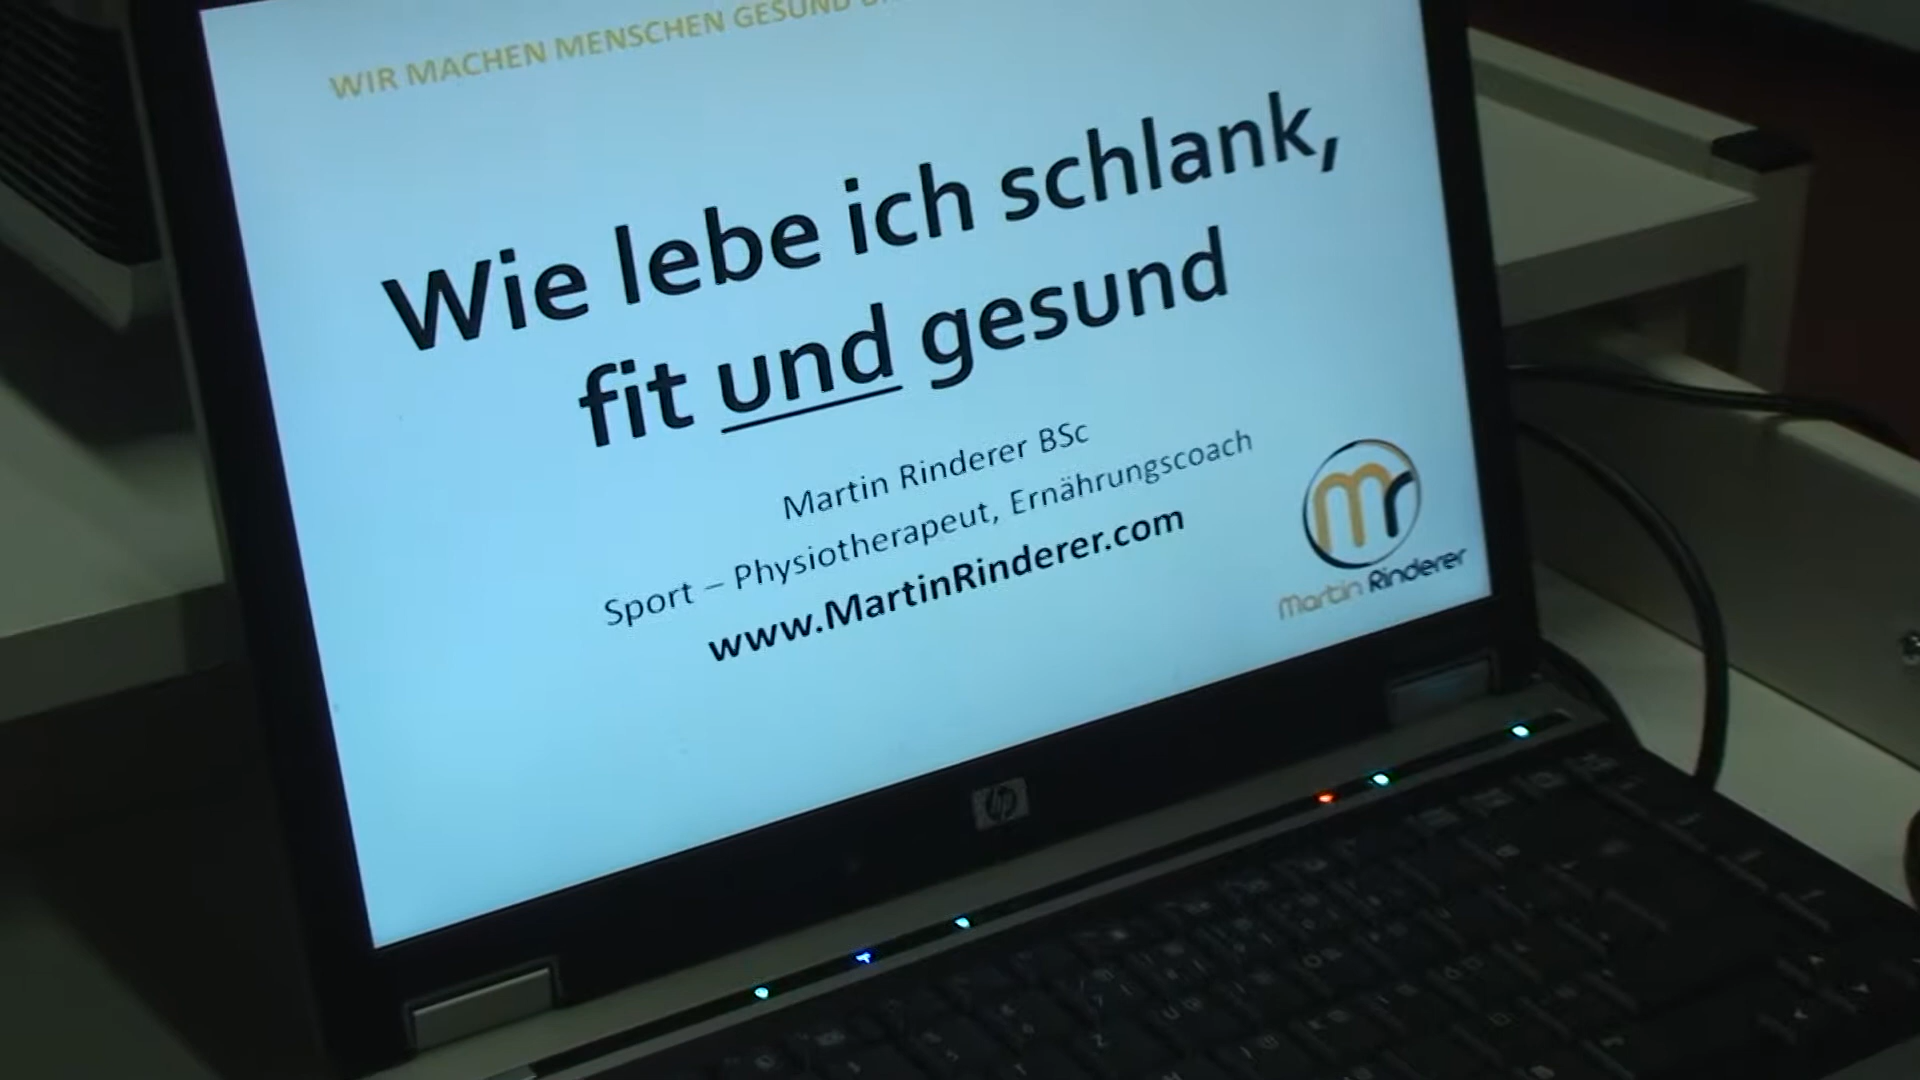 WIR MACHEN MENSCHEN GESUND
Wie lebe ich schlank,
fit und gesund
Martin Rinderer BSc
Sport – Physiotherapeut, Ernährungscoach
www.MartinRinderer.com
mr
Martin Rinderer
hp